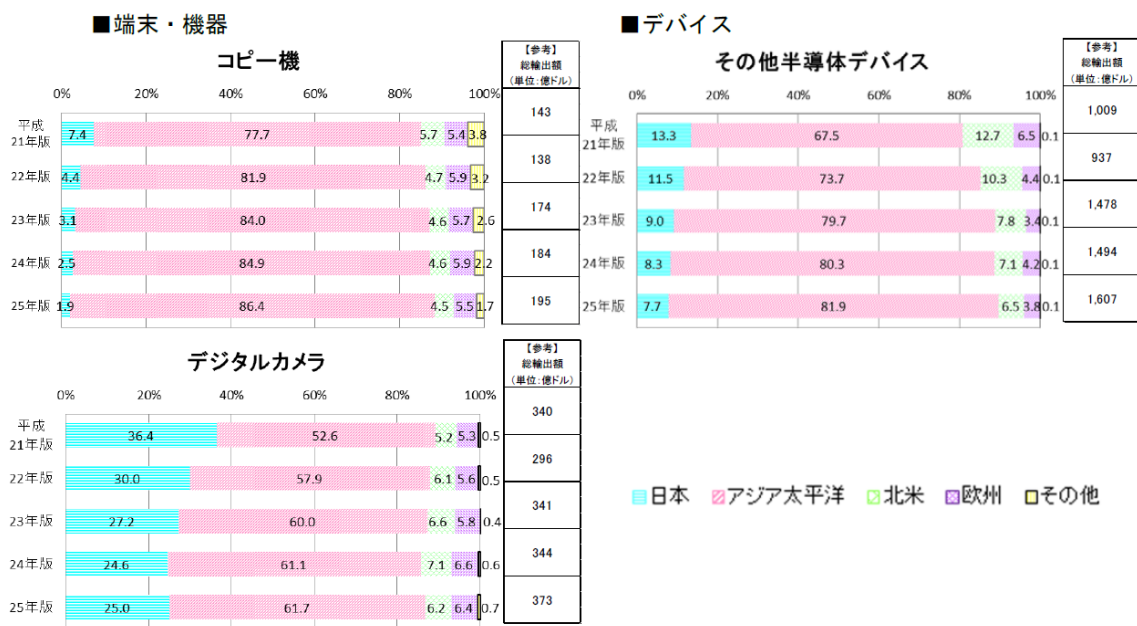 ■端末・機器
コピー機
【参考】
総輸出額
(単位:億ドル)
0% 20% 40% 60% 80% 100%
平成
21年版 7.4 77.7 5.7 5.4 3.8 143
22年版 4.4 81.9 4.7 5.9 3.2 138
23年版 3.1 84.0 4.6 5.7 2.6 174
24年版 2.5 84.9 4.6 5.9 2.2 184
25年版 1.9 86.4 4.5 5.5 1.7 195
デジタルカメラ
【参考】
総輸出額
(単位:億ドル)
0% 20% 40% 60% 80% 100%
平成
21年版 36.4 52.6 5.2 5.3 0.5 340
22年版 30.0 57.9 6.1 5.6 0.5 296
23年版 27.2 60.0 6.6 5.8 0.4 341
24年版 24.6 61.1 7.1 6.6 0.6 344
25年版 25.0 61.7 6.2 6.4 0.7 373
■デバイス
その他半導体デバイス
【参考】
総輸出額
(単位:億ドル)
0% 20% 40% 60% 80% 100%
平成
21年版 13.3 67.5 12.7 6.5 0.1 1,009
22年版 11.5 73.7 10.3 4.4 0.1 937
23年版 9.0 79.7 7.8 3.4 0.1 1,478
24年版 8.3 80.3 7.1 4.2 0.1 1,494
25年版 7.7 81.9 6.5 3.8 0.1 1,607
日本 アジア太平洋 北米 欧州 その他